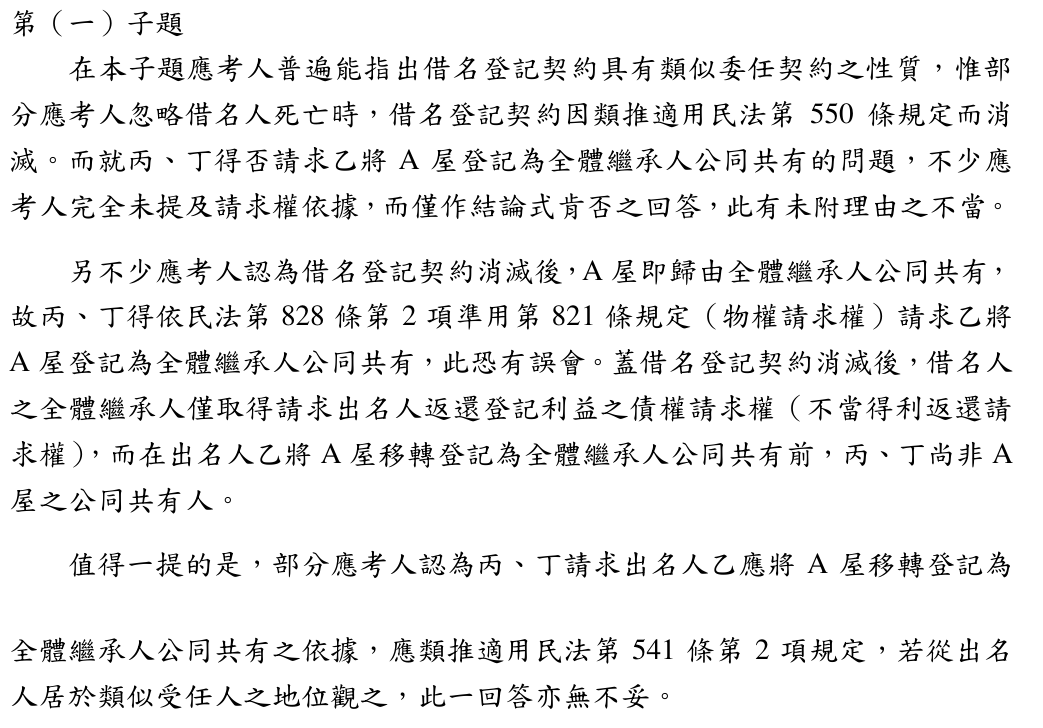 第（一）子題
在本子題應考人普遍能指出借名登記契約具有類似委任契約之性質，惟部
分應考人忽略借名人死亡時，借名登記契約因類推適用民法第 550 條規定而消
滅。而就丙、丁得否請求乙將 A 屋登記為全體繼承人公同共有的問題，不少應
考人完全未提及請求權依據，而僅作結論式肯否之回答，此有未附理由之不當。
另不少應考人認為借名登記契約消滅後，A 屋即歸由全體繼承人公同共有，
故丙、丁得依民法第 828 條第 2 項準用第 821 條規定（物權請求權）請求乙將
A 屋登記為全體繼承人公同共有，此恐有誤會。蓋借名登記契約消滅後，借名人
之全體繼承人僅取得請求出名人返還登記利益之債權請求權（不當得利返還請
求權），而在出名人乙將 A 屋移轉登記為全體繼承人公同共有前，丙、丁尚非 A
屋之公同共有人。
值得一提的是，部分應考人認為丙、丁請求出名人乙應將 A 屋移轉登記為
全體繼承人公同共有之依據，應類推適用民法第 541 條第 2 項規定，若從出名
人居於類似受任人之地位觀之，此一回答亦無不妥。